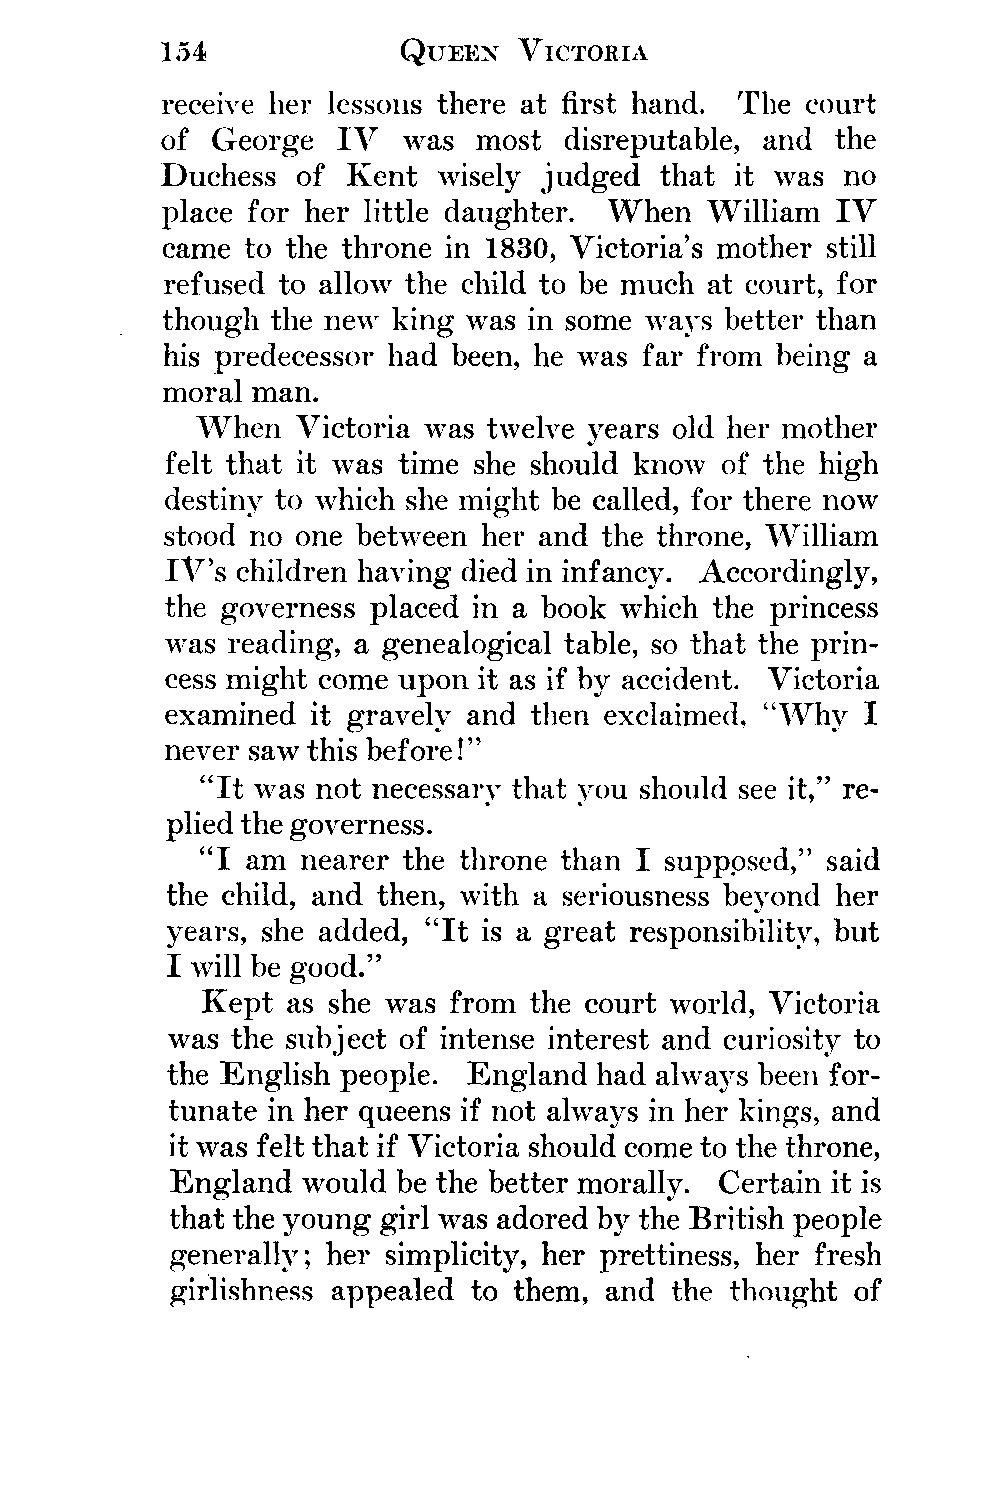 154 QUEEN VICTORIA
receive her lessons there at first hand. The court
of George IV was most disreputable, and the
Duchess of Kent wisely judged that it was no
place for her little daughter. When William IV
came to the throne in 1830, Victoria's mother still
refused to allow the child to be much at court, for
though the new king was in some ways better than
his predecessor had been, he was far from being a
moral man.
When Victoria was twelve years old her mother
felt that it was time she should know of the high
destiny to which she might be called, for there now
stood no one between her and the throne, William
IV's children having died in infancy. Accordingly,
the governess placed in a book which the princess
was reading, a genealogical table, so that the prin-
cess might come upon it as if by accident. Victoria
examined it gravely and then exclaimed, "Why I
never saw this before!"
"It was not necessary that you should see it," re-
plied the governess.
"I am nearer the throne than I supposed," said
the child, and then, with a seriousness beyond her
years, she added, "It is a great responsibility, but
I will be good."
Kept as she was from the court world, Victoria
was the subject of intense interest and curiosity to
the English people. England had always been for-
tunate in her queens if not always in her kings, and
it was felt that if Victoria should come to the throne,
England would be the better morally. Certain it is
that the young girl was adored by the British people
generally; her simplicity, her prettiness, her fresh
girlishness appealed to them, and the thought of